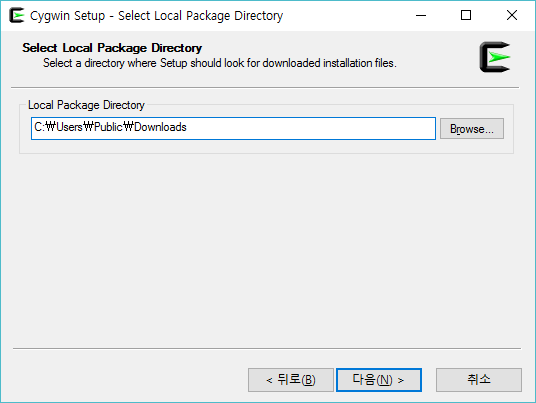 Cygwin Setup - Select Local Package Directory
Select Local Package Directory
Select a directory where Setup should look for downloaded installation files.
Local Package Directory
C:₩Users₩Public₩Downloads
Browse...
< 뒤로(B)
다음(N) >
취소